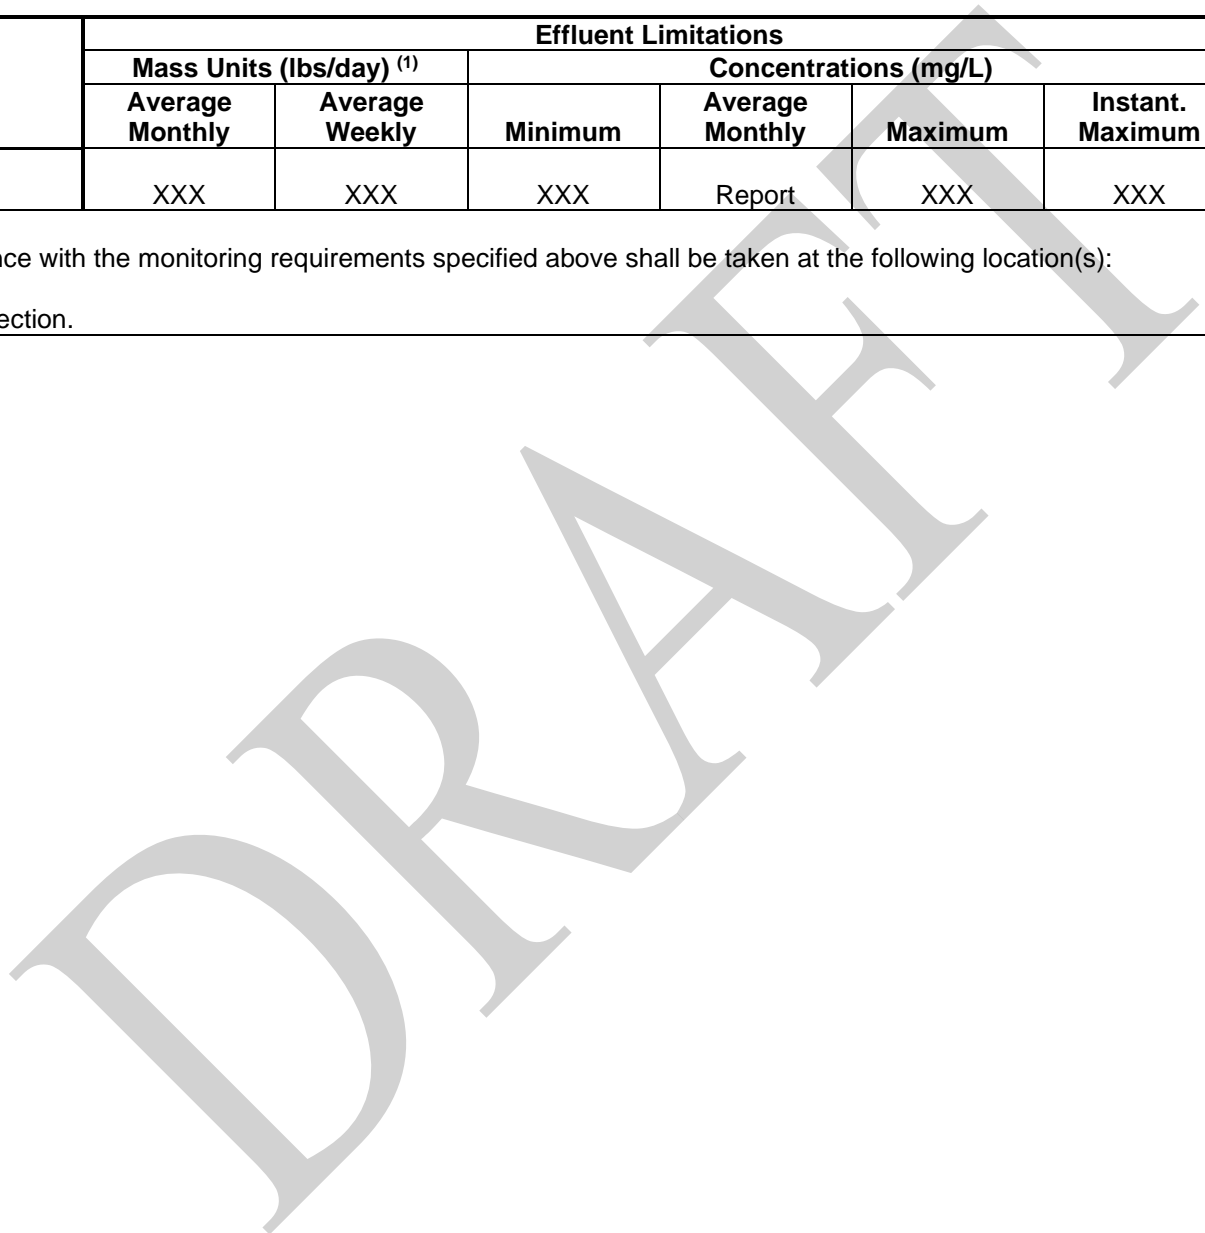 Effluent Limitations
Mass Units (lbs/day) (1) Concentrations (mg/L)
Average Monthly Average Weekly Minimum Average Monthly Maximum Instant. Maximum
XXX XXX XXX Report XXX XXX
nce with the monitoring requirements specified above shall be taken at the following location(s):
ection.
DRAFT